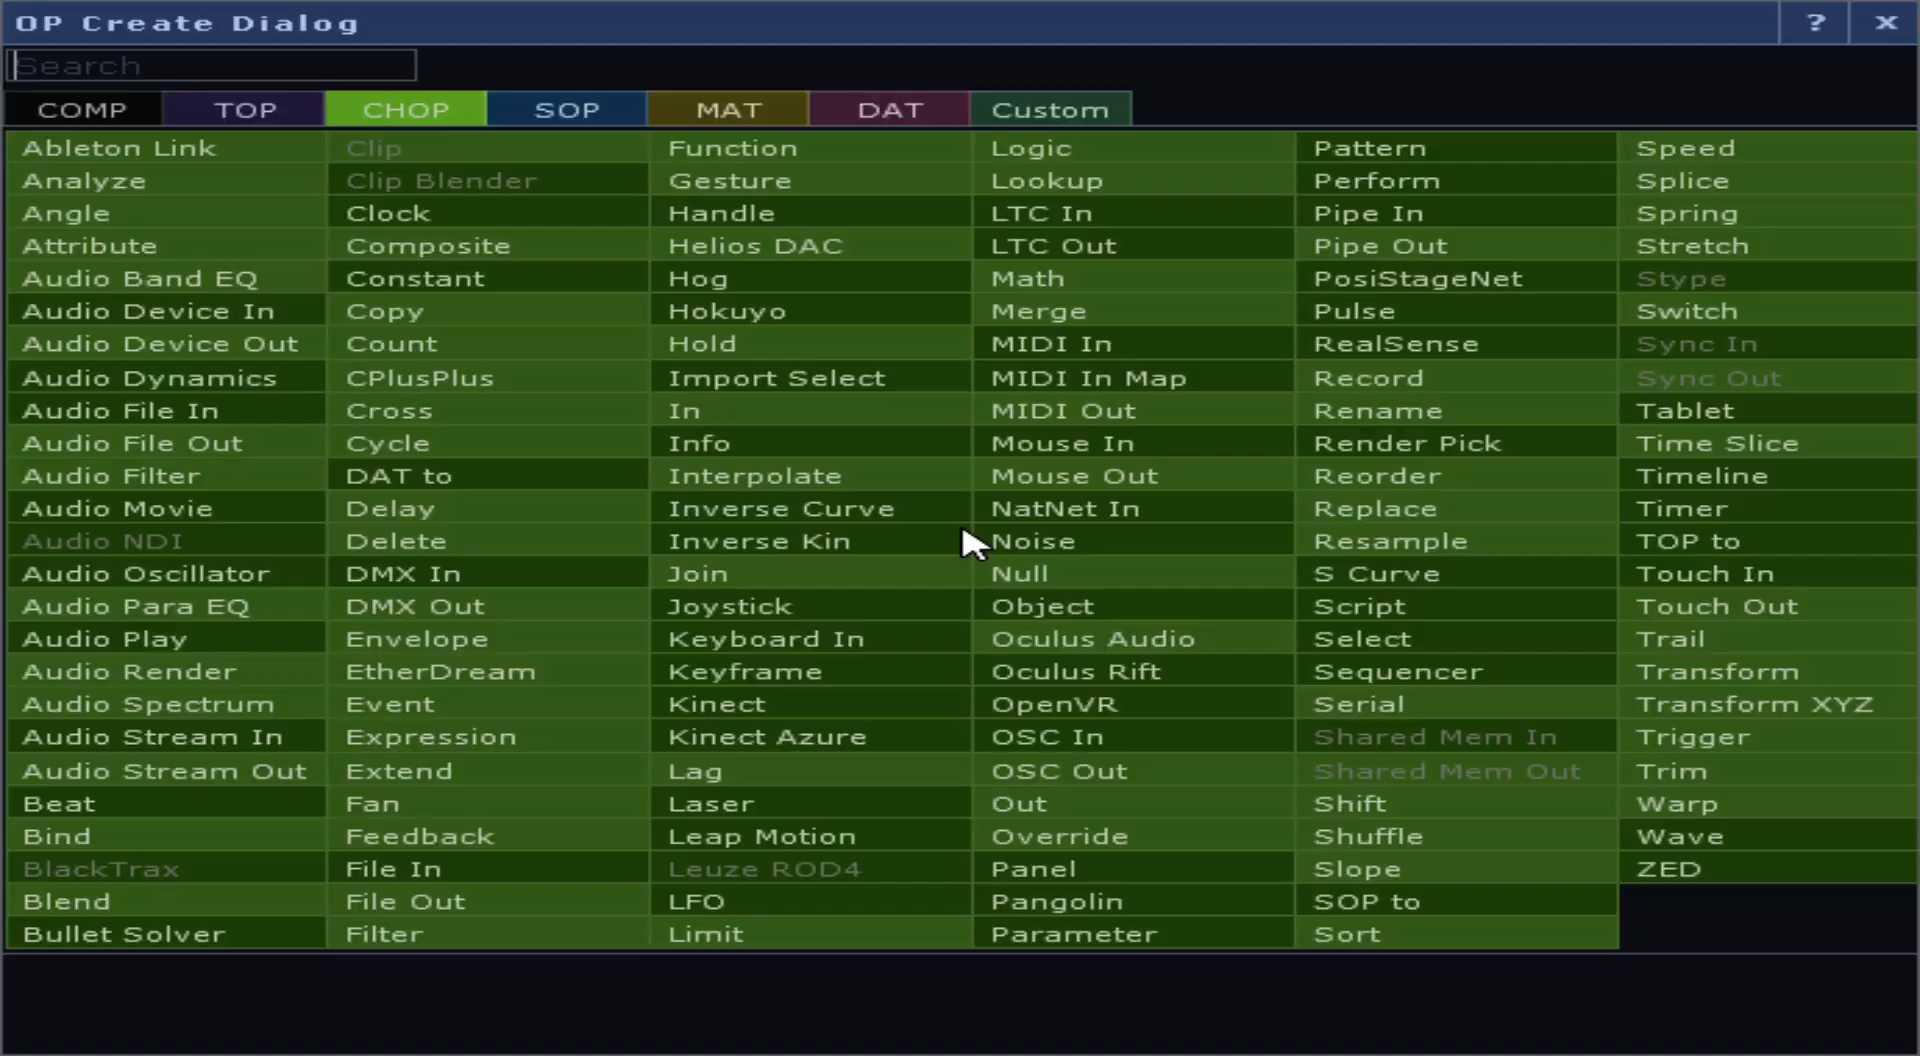 OP Create Dialog ? x
Search
COMP TOP CHOP SOP MAT DAT Custom
Ableton Link
Analyze
Angle
Attribute
Audio Band EQ
Audio Device In
Audio Device Out
Audio Dynamics
Audio File In
Audio File Out
Audio Filter
Audio Movie
Audio NDI
Audio Oscillator
Audio Para EQ
Audio Play
Audio Render
Audio Spectrum
Audio Stream In
Audio Stream Out
Beat
Bind
BlackTrax
Blend
Bullet Solver
Clip
Clip Blender
Clock
Composite
Constant
Copy
Count
CPlusPlus
Cross
Cycle
DAT to
Delay
Delete
DMX In
DMX Out
Envelope
EtherDream
Event
Expression
Extend
Fan
Feedback
File In
File Out
Filter
Function
Gesture
Handle
Helios DAC
Hog
Hokuyo
Hold
Import Select
In
Info
Interpolate
Inverse Curve
Inverse Kin
Join
Joystick
Keyboard In
Keyframe
Kinect
Kinect Azure
Lag
Laser
Leap Motion
Leuze ROD4
LFO
Limit
Logic
Lookup
LTC In
LTC Out
Math
Merge
MIDI In
MIDI In Map
MIDI Out
Mouse In
Mouse Out
NatNet In
Noise
Null
Object
Oculus Audio
Oculus Rift
OpenVR
OSC In
OSC Out
Out
Override
Panel
Pangolin
Parameter
Pattern
Perform
Pipe In
Pipe Out
PosiStageNet
Pulse
RealSense
Record
Rename
Render Pick
Reorder
Replace
Resample
S Curve
Script
Select
Sequencer
Serial
Shared Mem In
Shared Mem Out
Shift
Shuffle
Slope
SOP to
Sort
Speed
Splice
Spring
Stretch
Stype
Switch
Sync In
Sync Out
Tablet
Time Slice
Timeline
Timer
TOP to
Touch In
Touch Out
Trail
Transform
Transform XYZ
Trigger
Trim
Warp
Wave
ZED